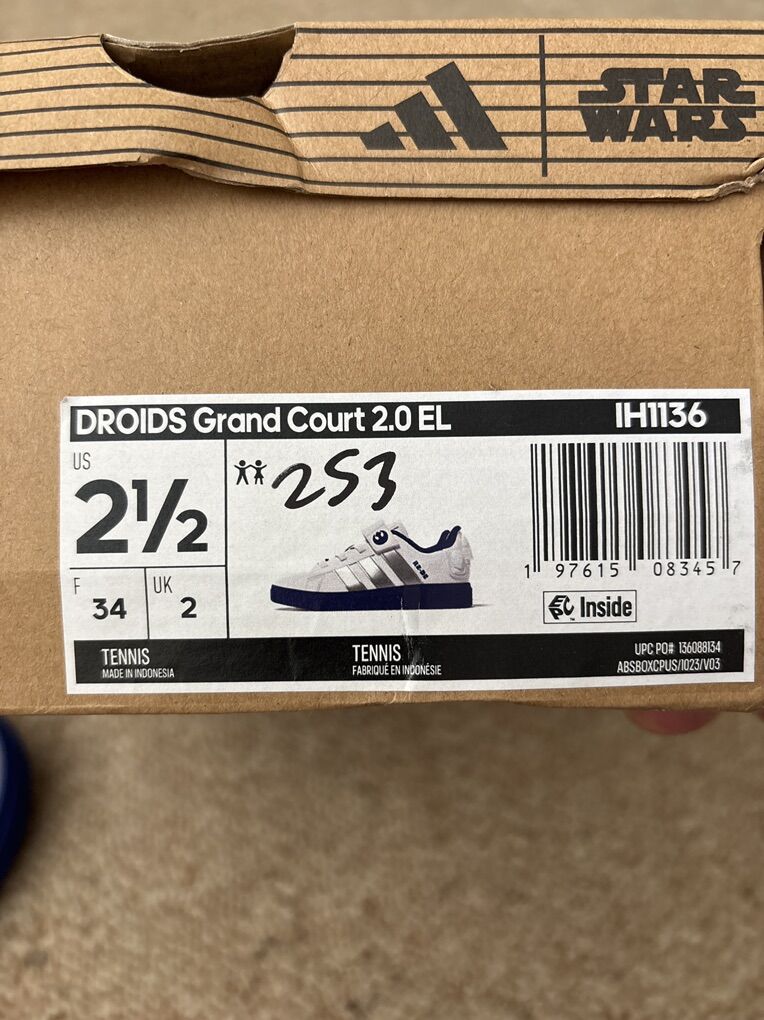 STAR
WARS
DROIDS Grand Court 2.0 EL
IH1136
US
2½
253
F
34
UK
2
1 97615 08345 7
EPC Inside
TENNIS
MADE IN INDONESIA
TENNIS
FABRIQUÉ EN INDONÉSIE
UPC PO# 136088134
ABSBOXCPUS/1023/V03